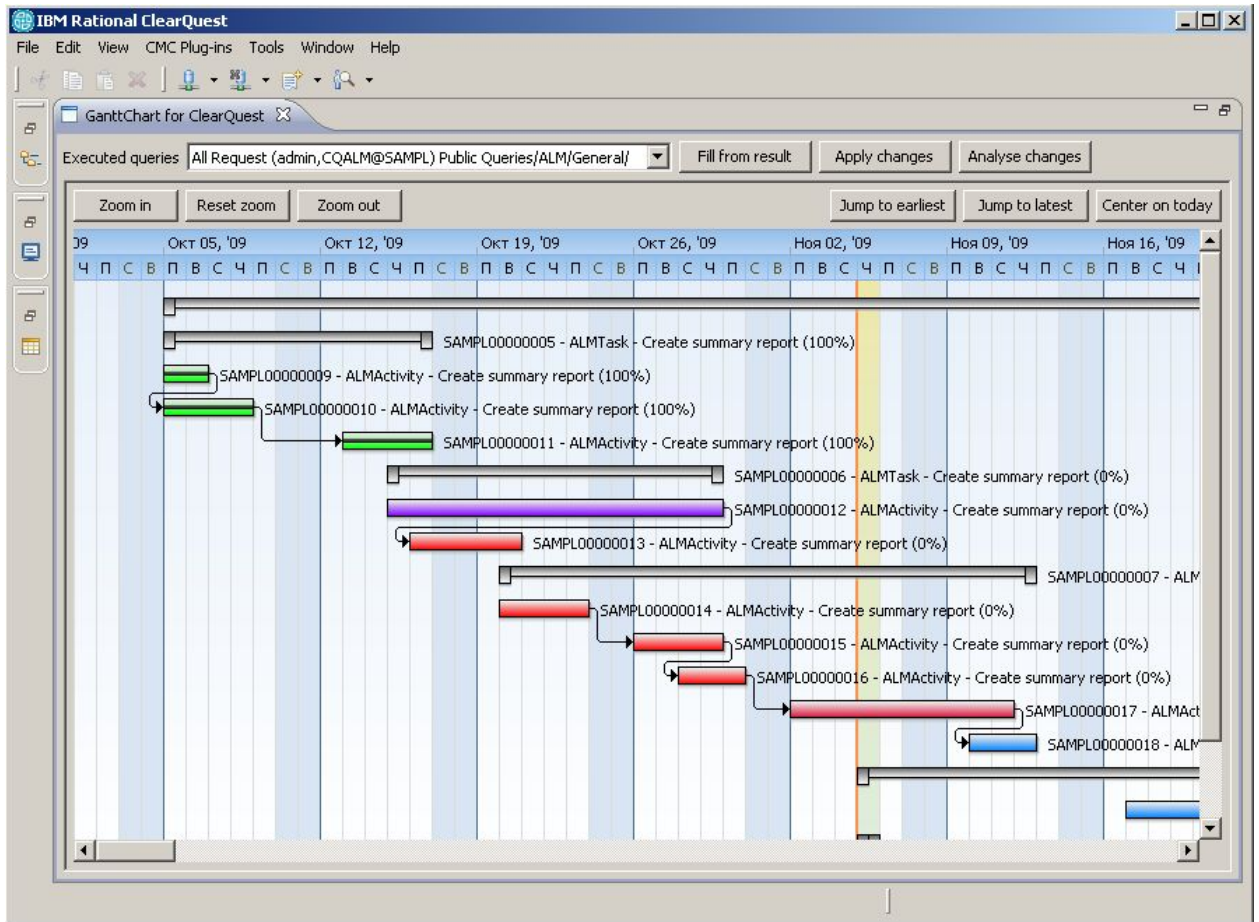 IBM Rational ClearQuest
File Edit View CMC Plug-ins Tools Window Help
GanttChart for ClearQuest
Executed queries All Request (admin,CQALM@SAMPL) Public Queries/ALM/General/ Fill from result Apply changes Analyse changes
Zoom in Reset zoom Zoom out Jump to earliest Jump to latest Center on today
09 Окт 05, '09 Окт 12, '09 Окт 19, '09 Окт 26, '09 Ноя 02, '09 Ноя 09, '09 Ноя 16, '09
Ч П С В П В С Ч П С В П В С Ч П С В П В С Ч П С В П В С Ч П С В П В С Ч П С В П В С Ч П С В П В С Ч
SAMPL00000005 - ALMTask - Create summary report (100%)
SAMPL00000009 - ALMActivity - Create summary report (100%)
SAMPL00000010 - ALMActivity - Create summary report (100%)
SAMPL00000011 - ALMActivity - Create summary report (100%)
SAMPL00000006 - ALMTask - Create summary report (0%)
SAMPL00000012 - ALMActivity - Create summary report (0%)
SAMPL00000013 - ALMActivity - Create summary report (0%)
SAMPL00000007 - ALM
SAMPL00000014 - ALMActivity - Create summary report (0%)
SAMPL00000015 - ALMActivity - Create summary report (0%)
SAMPL00000016 - ALMActivity - Create summary report (0%)
SAMPL00000017 - ALMAct
SAMPL00000018 - ALM